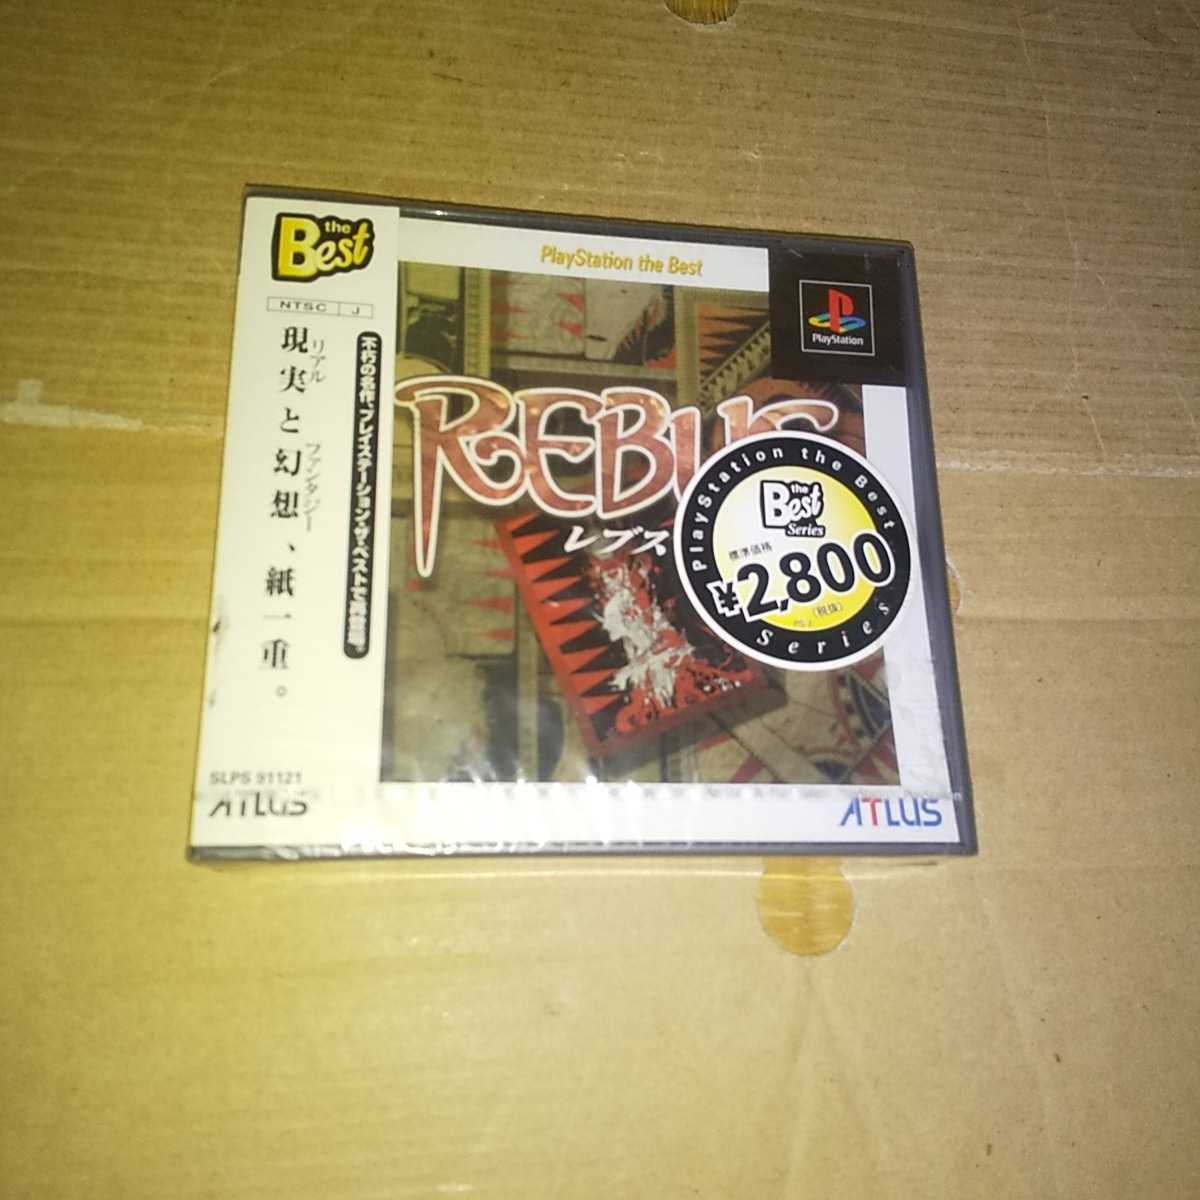 the
Best
NTSC J
現実と幻想、紙一重。
リアル
ファンタジー
不朽の名作、プレイステーション・ザ・ベストで再登場。
SLPS 91121
ATLUS
PlayStation the Best
PlayStation
REBUS
レブス
PlayStation the Best
the
Best
Series
標準価格
¥2,800
(税抜)
Series
ATLUS